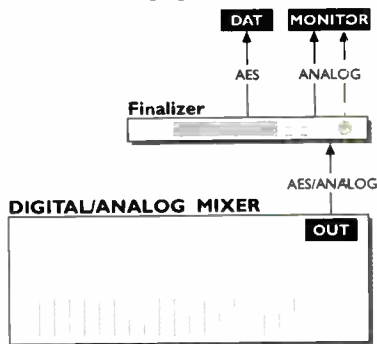 DAT MONITOR
AES ANALOG
Finalizer
AES/ANALOG
DIGITAL/ANALOG MIXER
OUT